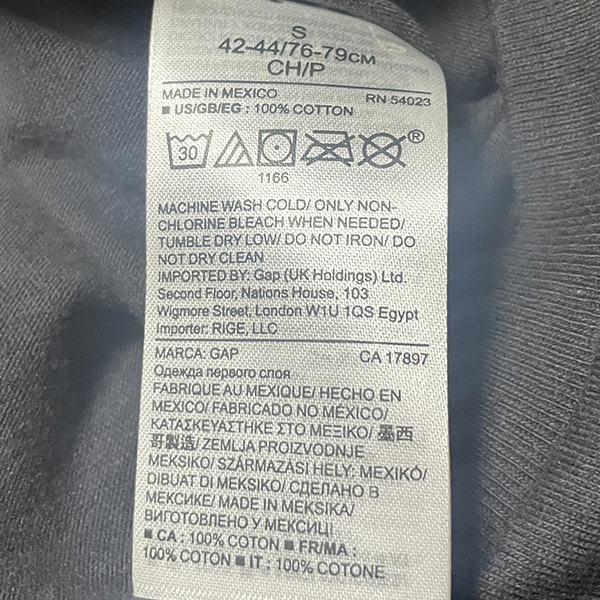 S
42-44/76-79CM
CH/P
MADE IN MEXICO RN 54023
■ US/GB/EG : 100% COTTON
30 ®
1166
MACHINE WASH COLD/ ONLY NON-
CHLORINE BLEACH WHEN NEEDED/
TUMBLE DRY LOW/ DO NOT IRON/ DO
NOT DRY CLEAN
IMPORTED BY: Gap (UK Holdings) Ltd.
Second Floor, Nations House, 103
Wigmore Street, London W1U 1QS Egypt
Importer: RIGE, LLC
MARCA: GAP CA 17897
Одежда первого слоя
FABRIQUE AU MEXIQUE/ HECHO EN
MEXICO/ FABRICADO NO MÉXICO/
ΚΑΤΑΣΚΕΥΑΣΤΗΚΕ ΣΤΟ ΜΕΞΙΚΟ/ 墨西
哥製造/ ZEMLJA PROIZVODNJE
MEKSIKO/ SZÁRMAZÁSI HELY: MEXIKÓ/
DIBUAT DI MEKSIKO/ СДЕЛАНО В
МЕКСИКЕ/ MADE IN MEKSIKA/
ВИГОТОВЛЕНО У МЕКСИЦІ
■ CA : 100% COTON ■ FR/MA :
100% COTON ■ IT : 100% COTONE